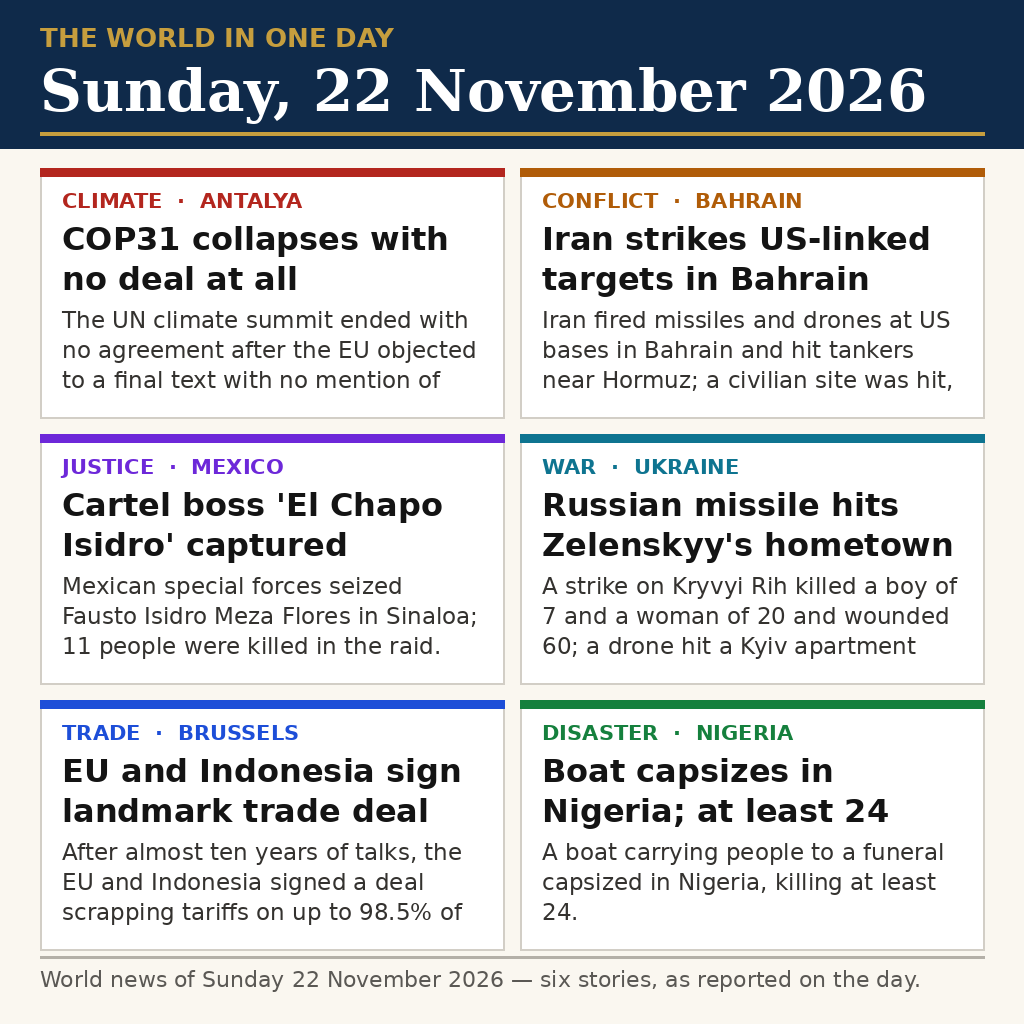 THE WORLD IN ONE DAY
Sunday, 22 November 2026
CLIMATE · ANTALYA
COP31 collapses with
no deal at all
The UN climate summit ended with
no agreement after the EU objected
to a final text with no mention of
CONFLICT · BAHRAIN
Iran strikes US-linked
targets in Bahrain
Iran fired missiles and drones at US
bases in Bahrain and hit tankers
near Hormuz; a civilian site was hit,
JUSTICE · MEXICO
Cartel boss 'El Chapo
Isidro' captured
Mexican special forces seized
Fausto Isidro Meza Flores in Sinaloa;
11 people were killed in the raid.
WAR · UKRAINE
Russian missile hits
Zelenskyy's hometown
A strike on Kryvyi Rih killed a boy of
7 and a woman of 20 and wounded
60; a drone hit a Kyiv apartment
TRADE · BRUSSELS
EU and Indonesia sign
landmark trade deal
After almost ten years of talks, the
EU and Indonesia signed a deal
scrapping tariffs on up to 98.5% of
DISASTER · NIGERIA
Boat capsizes in
Nigeria; at least 24
A boat carrying people to a funeral
capsized in Nigeria, killing at least
24.
World news of Sunday 22 November 2026 — six stories, as reported on the day.